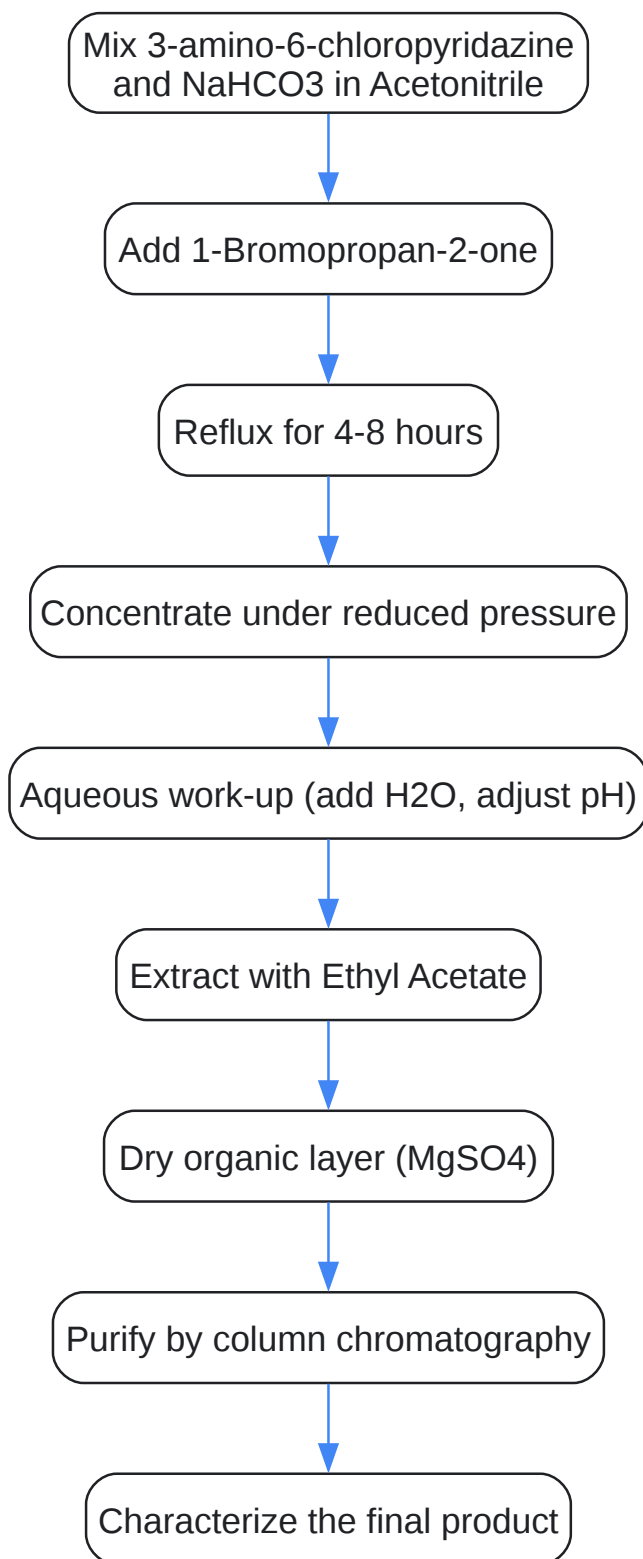 Mix 3-amino-6-chloropyridazine
and NaHCO3 in Acetonitrile
Add 1-Bromopropan-2-one
Reflux for 4-8 hours
Concentrate under reduced pressure
Aqueous work-up (add H2O, adjust pH)
Extract with Ethyl Acetate
Dry organic layer (MgSO4)
Purify by column chromatography
Characterize the final product